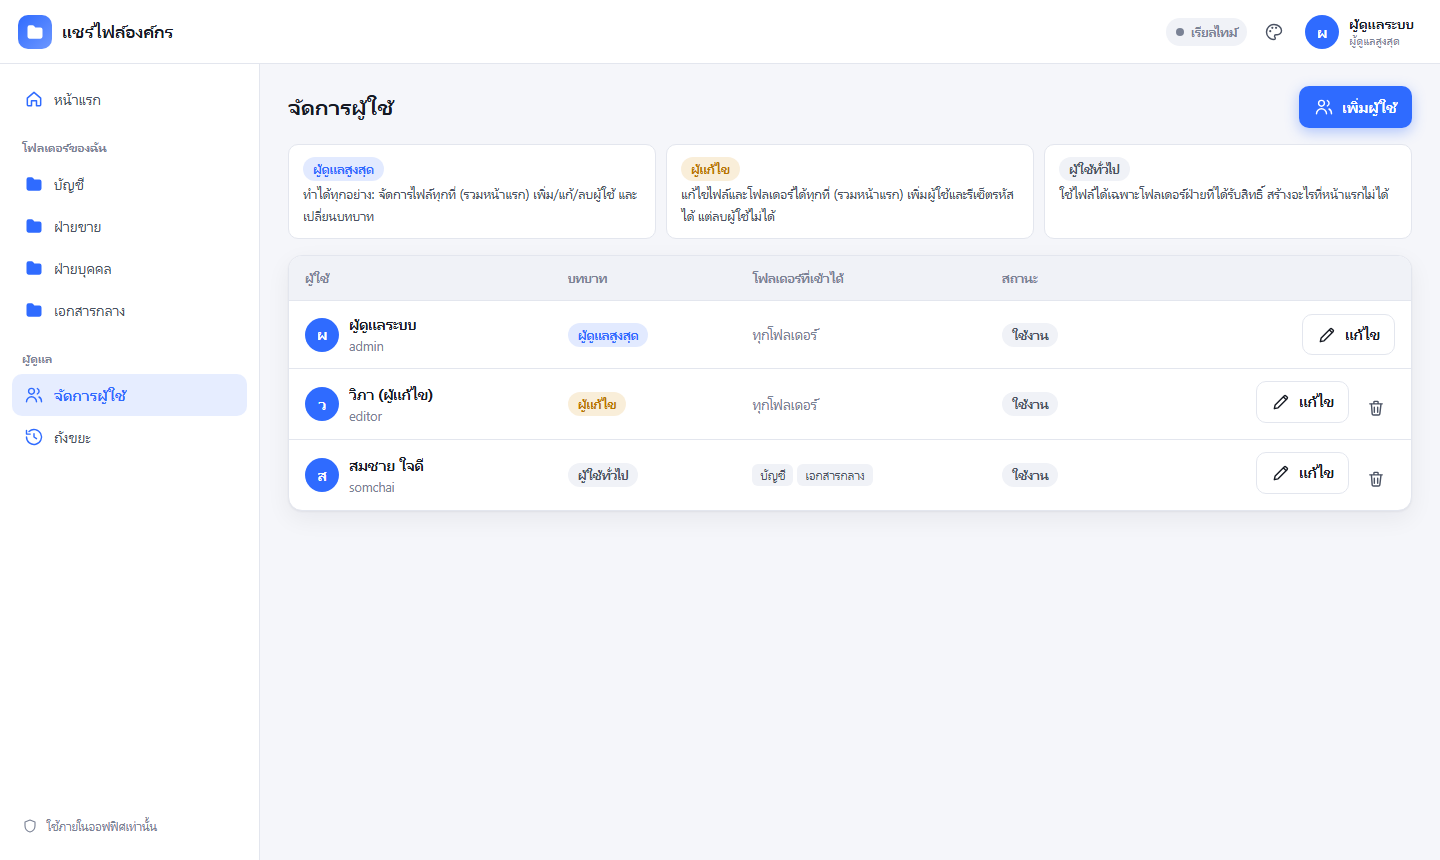 แชร์ไฟล์องค์กร
เรียลไทม์
ผ
ผู้ดูแลระบบ
ผู้ดูแลสูงสุด
หน้าแรก
โฟลเดอร์ของฉัน
บัญชี
ฝ่ายขาย
ฝ่ายบุคคล
เอกสารกลาง
ผู้ดูแล
จัดการผู้ใช้
ถังขยะ
ใช้ภายในออฟฟิศเท่านั้น
จัดการผู้ใช้
เพิ่มผู้ใช้
ผู้ดูแลสูงสุด
ทำได้ทุกอย่าง: จัดการไฟล์ทุกที่ (รวมหน้าแรก) เพิ่ม/แก้/ลบผู้ใช้ และ
เปลี่ยนบทบาท
ผู้แก้ไข
แก้ไขไฟล์และโฟลเดอร์ได้ทุกที่ (รวมหน้าแรก) เพิ่มผู้ใช้และรีเซ็ตรหัส
ได้ แต่ลบผู้ใช้ไม่ได้
ผู้ใช้ทั่วไป
ใช้ไฟล์ได้เฉพาะโฟลเดอร์ฝ่ายที่ได้รับสิทธิ์ สร้างอะไรที่หน้าแรกไม่ได้
ผู้ใช้ บทบาท โฟลเดอร์ที่เข้าได้ สถานะ
ผ ผู้ดูแลระบบ ผู้ดูแลสูงสุด ทุกโฟลเดอร์ ใช้งาน แก้ไข
admin
ว วิภา (ผู้แก้ไข) ผู้แก้ไข ทุกโฟลเดอร์ ใช้งาน แก้ไข
editor
ส สมชาย ใจดี ผู้ใช้ทั่วไป บัญชี เอกสารกลาง ใช้งาน แก้ไข
somchai